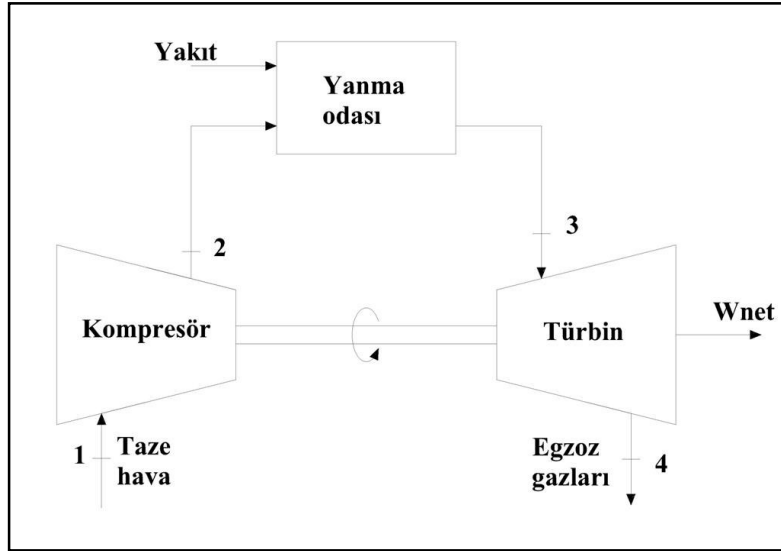 Yakıt
Yanma
odası
2
3
Kompresör
Türbin
Wnet
1
Taze
hava
Egzoz
gazları
4